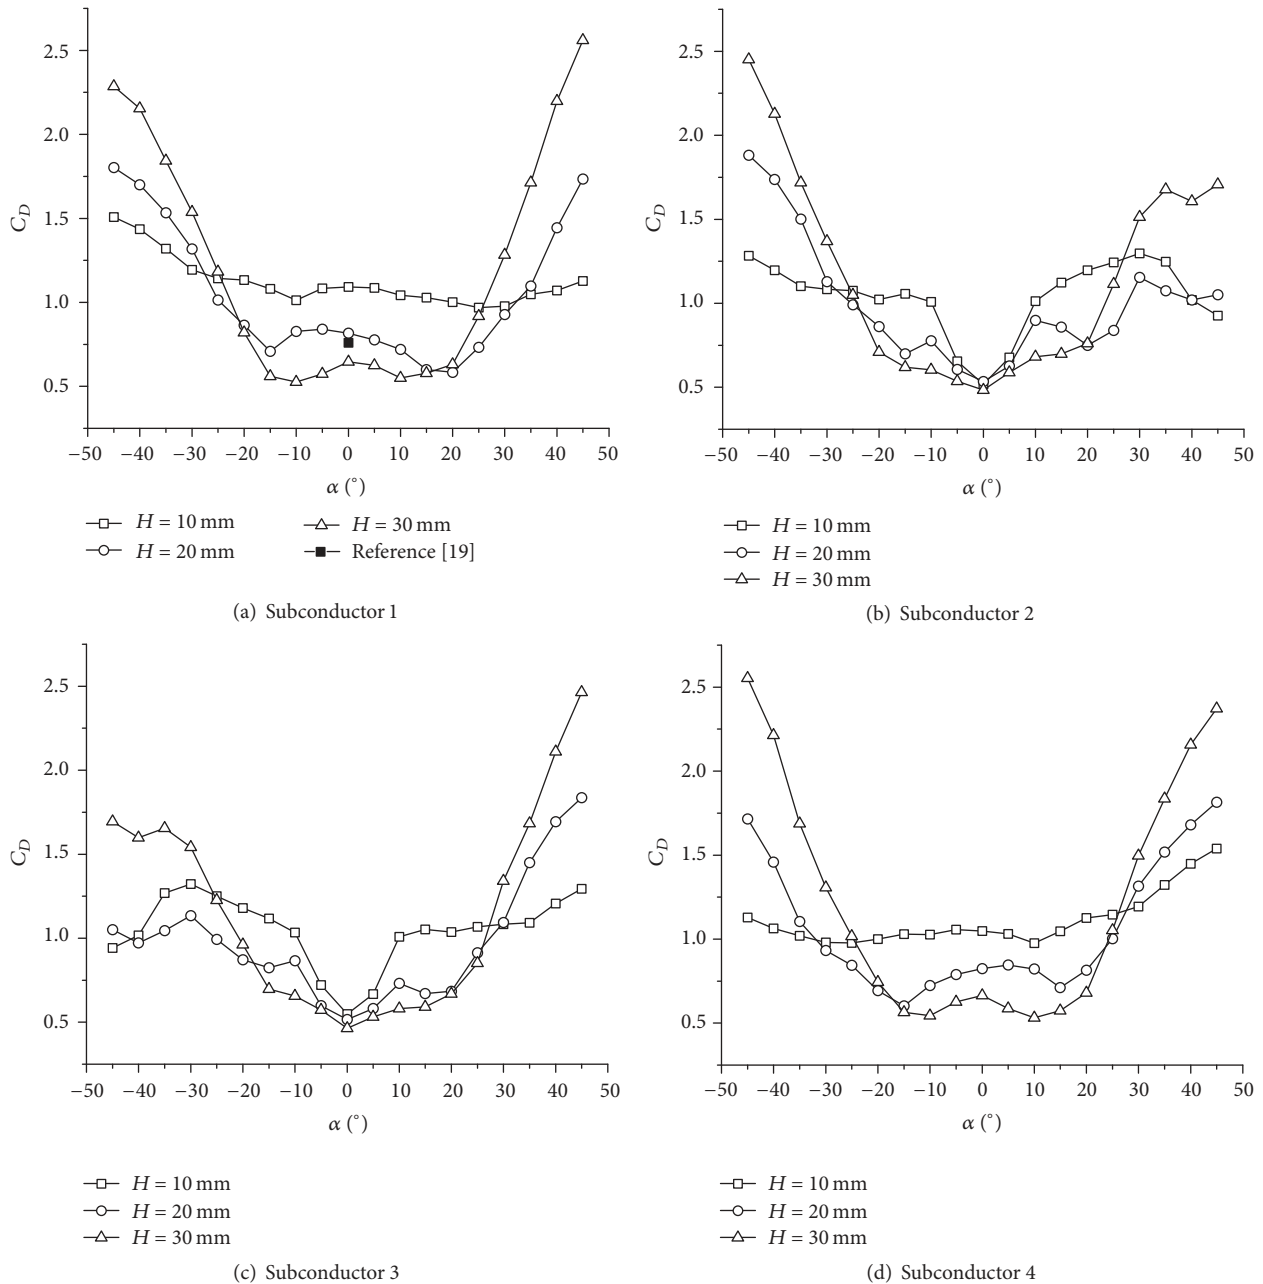 2.5
2.0
1.5
1.0
0.5
C_D
−50 −40 −30 −20 −10 0 10 20 30 40 50
α (°)
H = 10 mm
H = 20 mm
H = 30 mm
Reference [19]
(a) Subconductor 1
2.5
2.0
1.5
1.0
0.5
C_D
−50 −40 −30 −20 −10 0 10 20 30 40 50
α (°)
H = 10 mm
H = 20 mm
H = 30 mm
(b) Subconductor 2
2.5
2.0
1.5
1.0
0.5
C_D
−50 −40 −30 −20 −10 0 10 20 30 40 50
α (°)
H = 10 mm
H = 20 mm
H = 30 mm
(c) Subconductor 3
2.5
2.0
1.5
1.0
0.5
C_D
−50 −40 −30 −20 −10 0 10 20 30 40 50
α (°)
H = 10 mm
H = 20 mm
H = 30 mm
(d) Subconductor 4